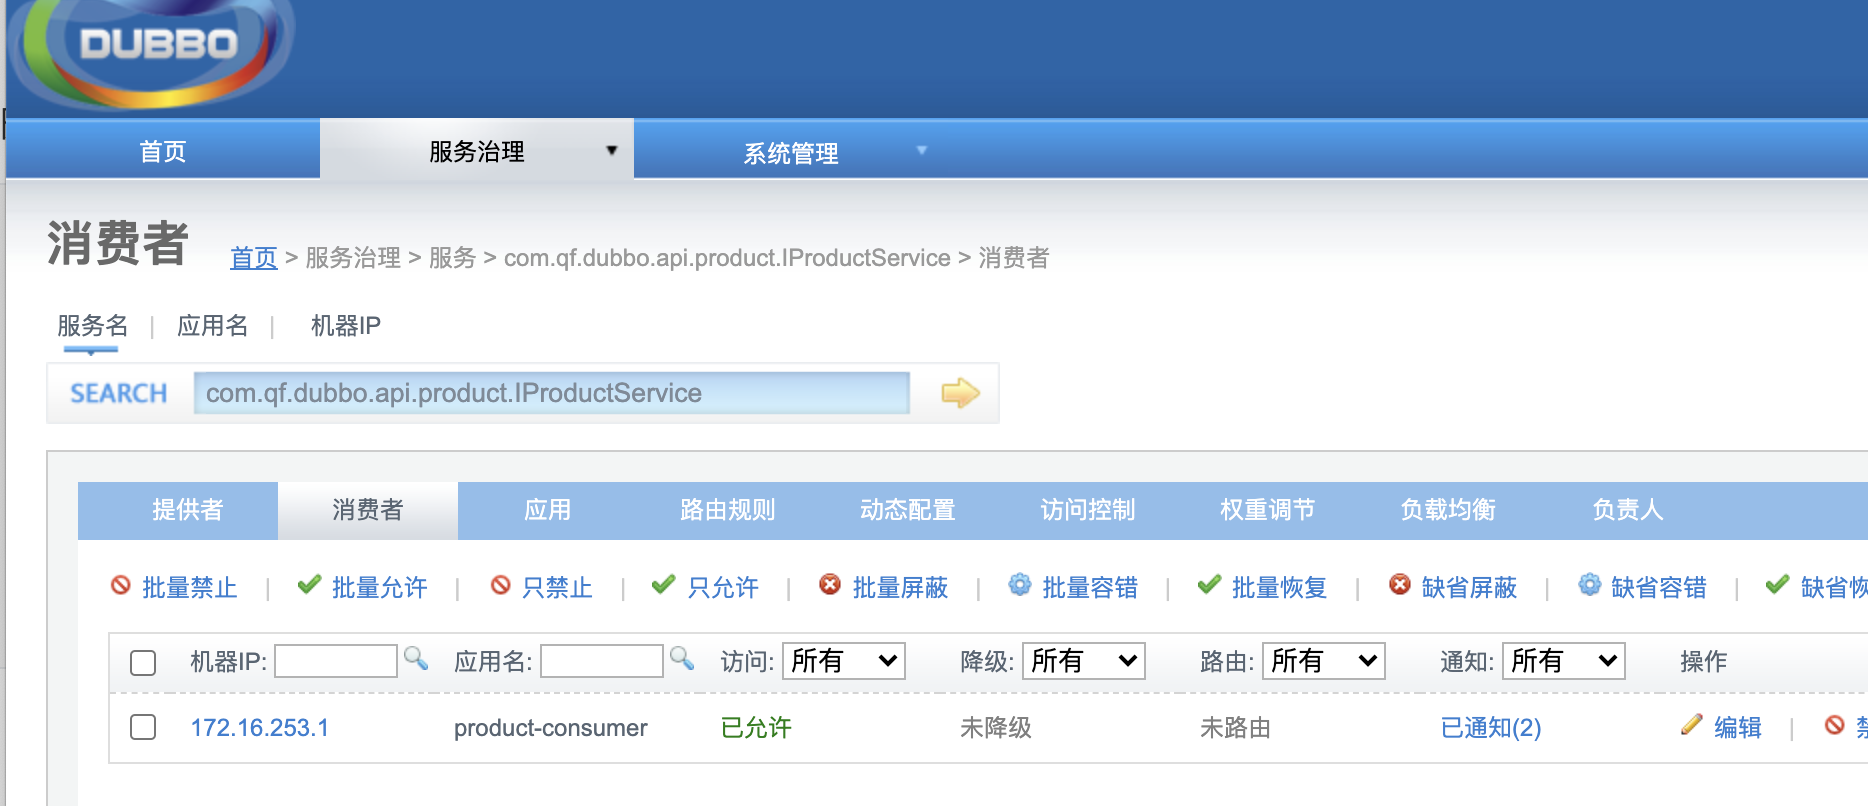 DUBBO
首页 服务治理 系统管理
消费者 首页 > 服务治理 > 服务 > com.qf.dubbo.api.product.IProductService > 消费者
服务名 | 应用名 | 机器IP
SEARCH com.qf.dubbo.api.product.IProductService
提供者 消费者 应用 路由规则 动态配置 访问控制 权重调节 负载均衡 负责人
批量禁止 | 批量允许 | 只禁止 | 只允许 | 批量屏蔽 | 批量容错 | 批量恢复 | 缺省屏蔽 | 缺省容错 | 缺省恢
机器IP: 应用名: 访问: 所有 降级: 所有 路由: 所有 通知: 所有 操作
172.16.253.1 product-consumer 已允许 未降级 未路由 已通知(2) 编辑 | 禁